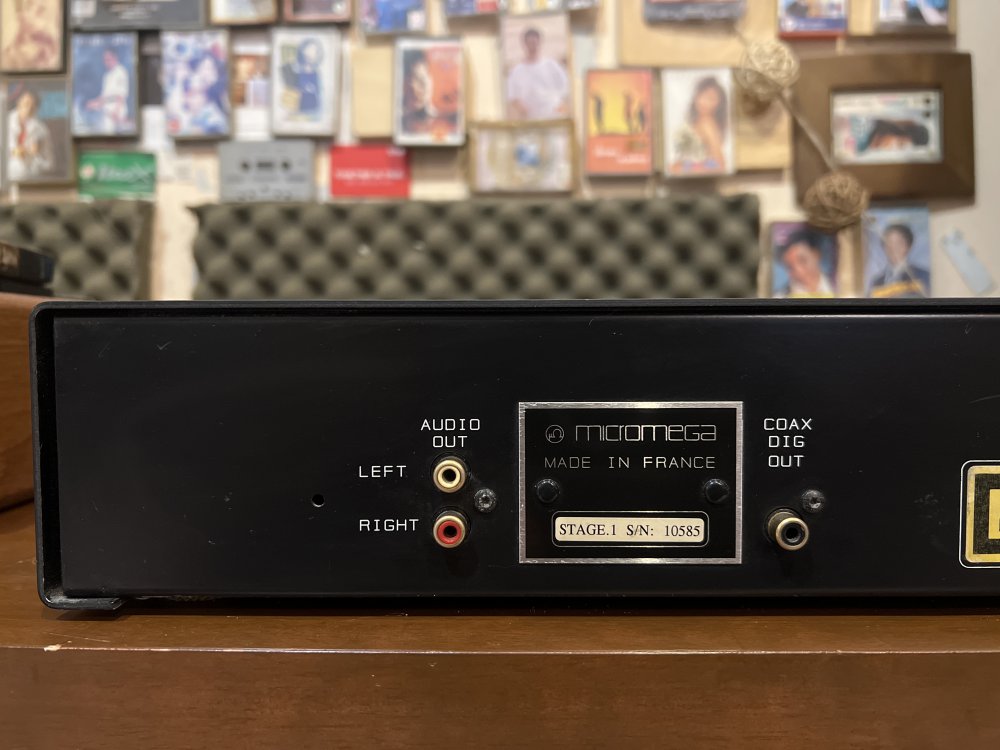 AUDIO
OUT
LEFT
RIGHT
micromega
MADE IN FRANCE
STAGE.1 S/N: 10585
COAX
DIG
OUT